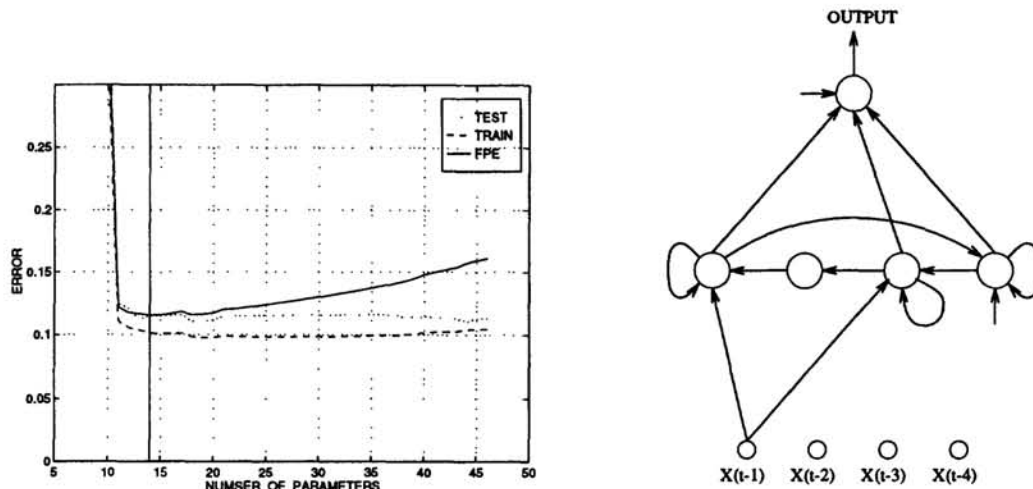 0.25
0.2
0.15
0.1
0.05
0
ERROR
5 10 15 20 25 30 35 40 45 50
NUMSER OF PARAMETERS
TEST
TRAIN
FPE
OUTPUT
X(t-1) X(t-2) X(t-3) X(t-4)